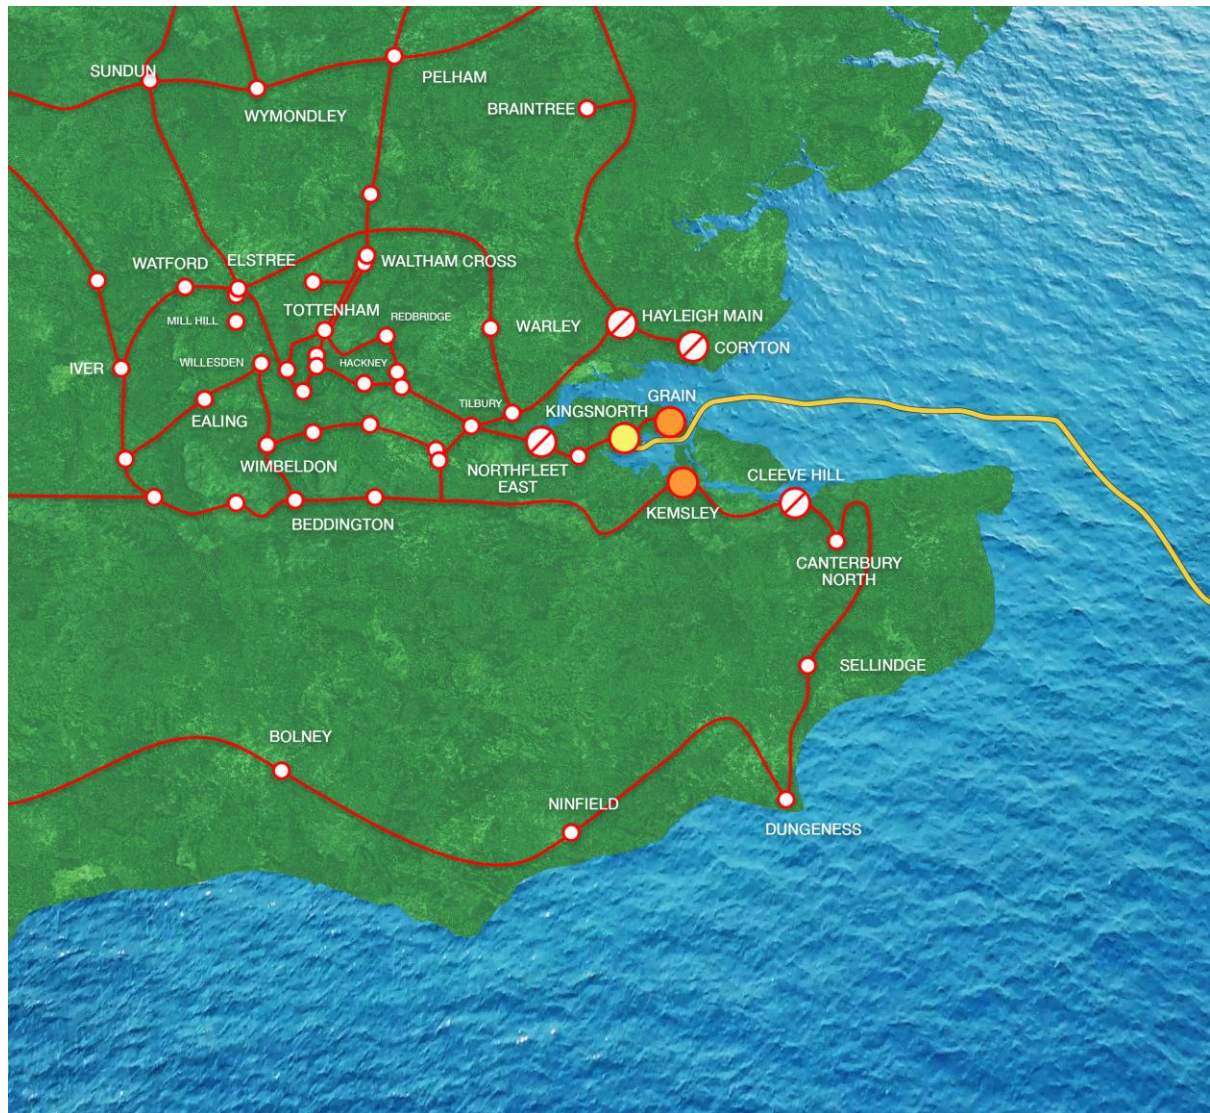 SUNDUN
PELHAM
WYMONDLEY
BRAINTREE
WATFORD
ELSTREE
WALTHAM CROSS
TOTTENHAM
MILL HILL
REDBRIDGE
WARLEY
HAYLEIGH MAIN
CORYTON
IVER
WILLESDEN
HACKNEY
GRAIN
TILBURY
KINGSNORTH
EALING
WIMBELDON
NORTHFLEET
EAST
CLEEVE HILL
KEMSLEY
BEDDINGTON
CANTERBURY
NORTH
SELLINDGE
BOLNEY
NINFIELD
DUNGENESS